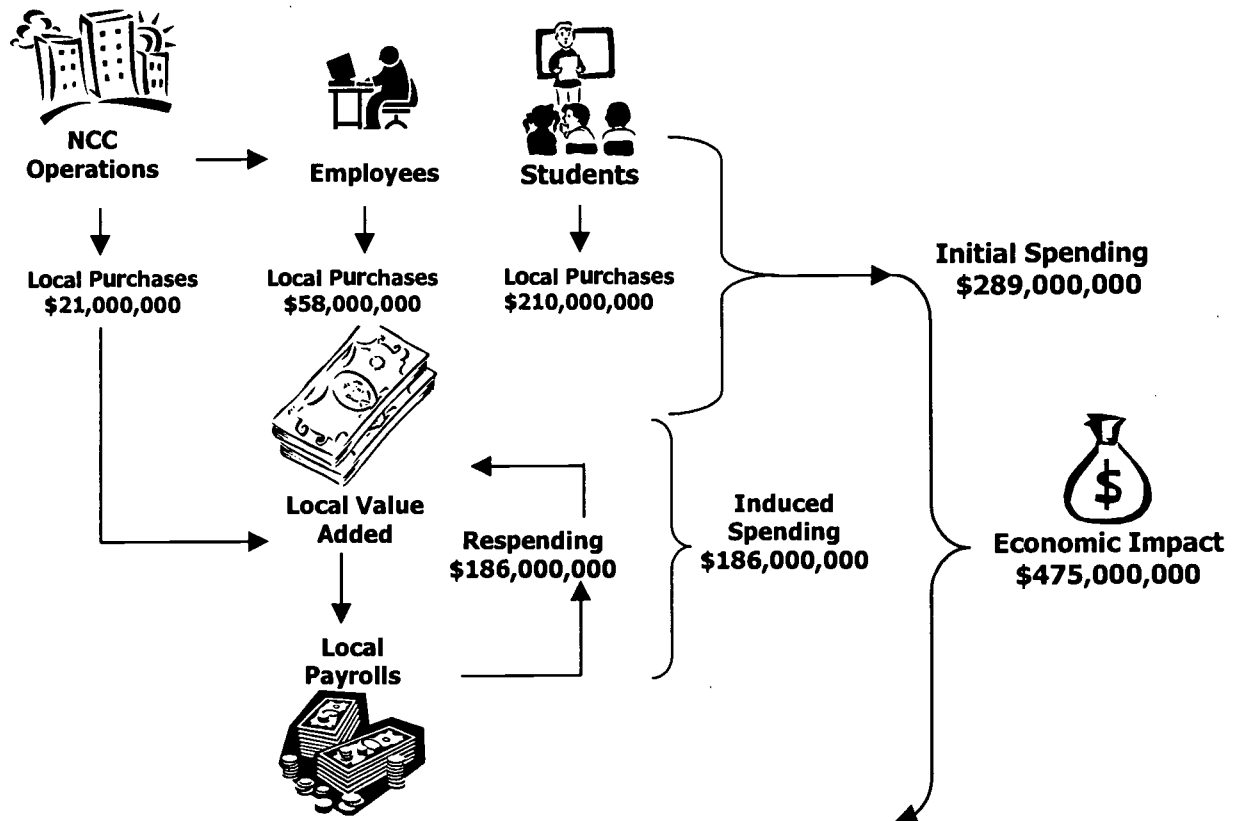 NCC
Operations
Employees
Students
Local Purchases
$21,000,000
Local Purchases
$58,000,000
Local Purchases
$210,000,000
Initial Spending
$289,000,000
Local Value
Added
Respending
$186,000,000
Induced
Spending
$186,000,000
$
Economic Impact
$475,000,000
Local
Payrolls